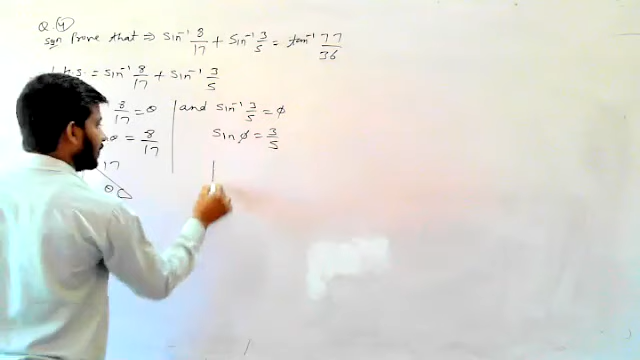 Q. 4
Sol^n Prove that ⇒ Sin⁻¹ 8/17 + Sin⁻¹ 3/5 = tan⁻¹ 77/36
L.h.s. = Sin⁻¹ 8/17 + Sin⁻¹ 3/5
8/17 = θ | and Sin⁻¹ 3/5 = ϕ
θ = 8/17 | Sin ϕ = 3/5
17
θ